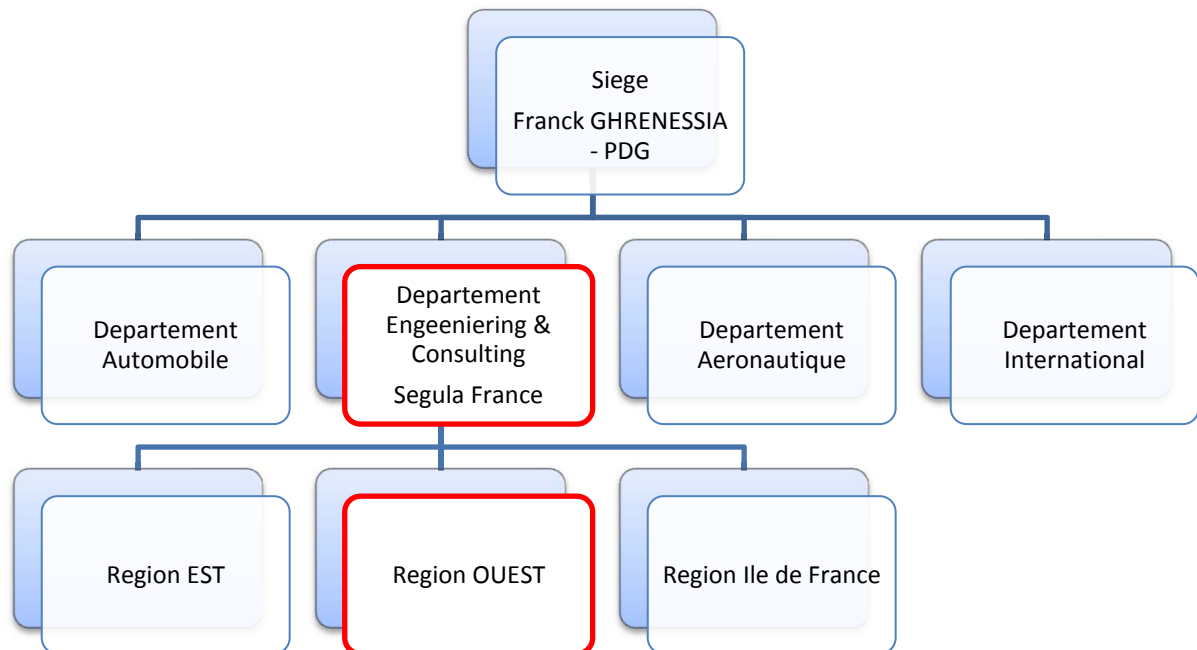 Siege
Franck GHRENESSIA
- PDG
Departement
Automobile
Departement
Engeeniering &
Consulting
Segula France
Departement
Aeronautique
Departement
International
Region EST
Region OUEST
Region Ile de France